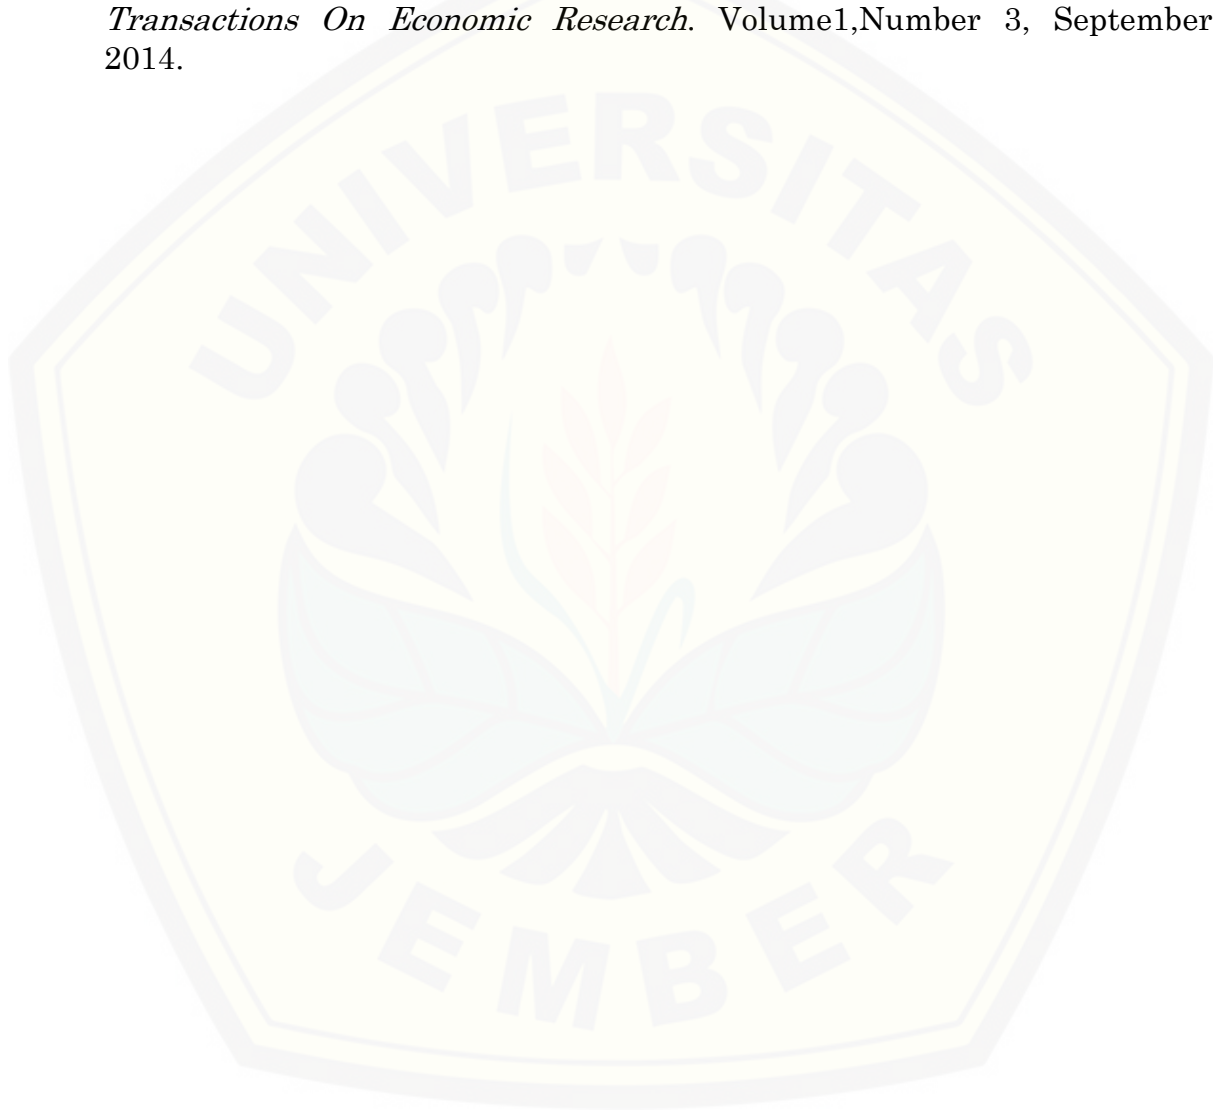 Transactions On Economic Research. Volume1,Number 3, September
2014.
UNIVERSITAS
JEMBER